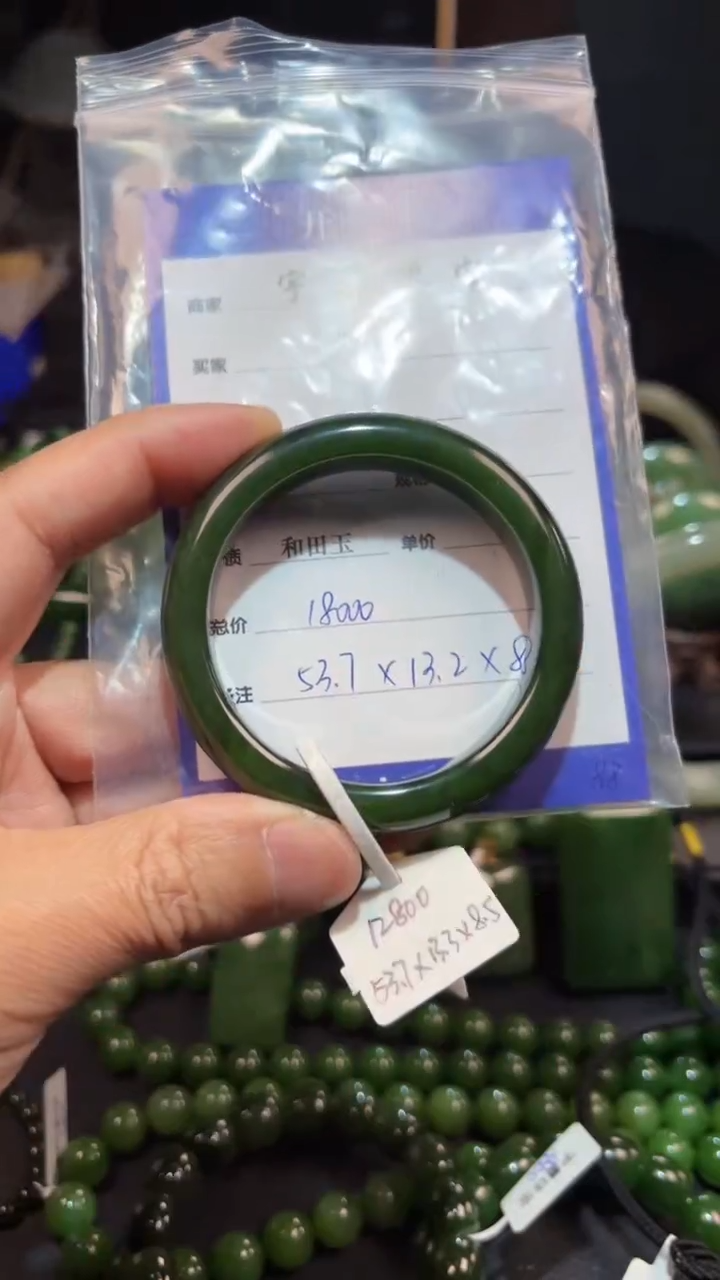 商家
买家
和田玉 单价
总价 18000
注 53.7 x 13.2 x 8
12800
53.7 x 13.3 x 8.5